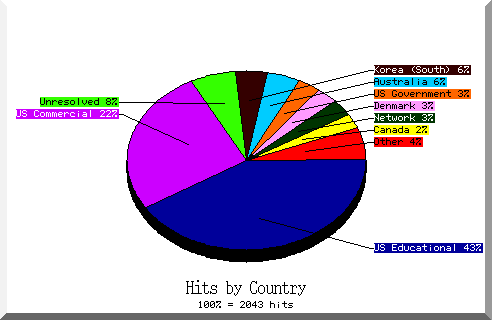 Korea (South) 6%
Australia 6%
US Government 3%
Denmark 3%
Network 3%
Canada 2%
Other 4%
Unresolved 8%
US Commercial 22%
US Educational 43%
Hits by Country
100% = 2043 hits